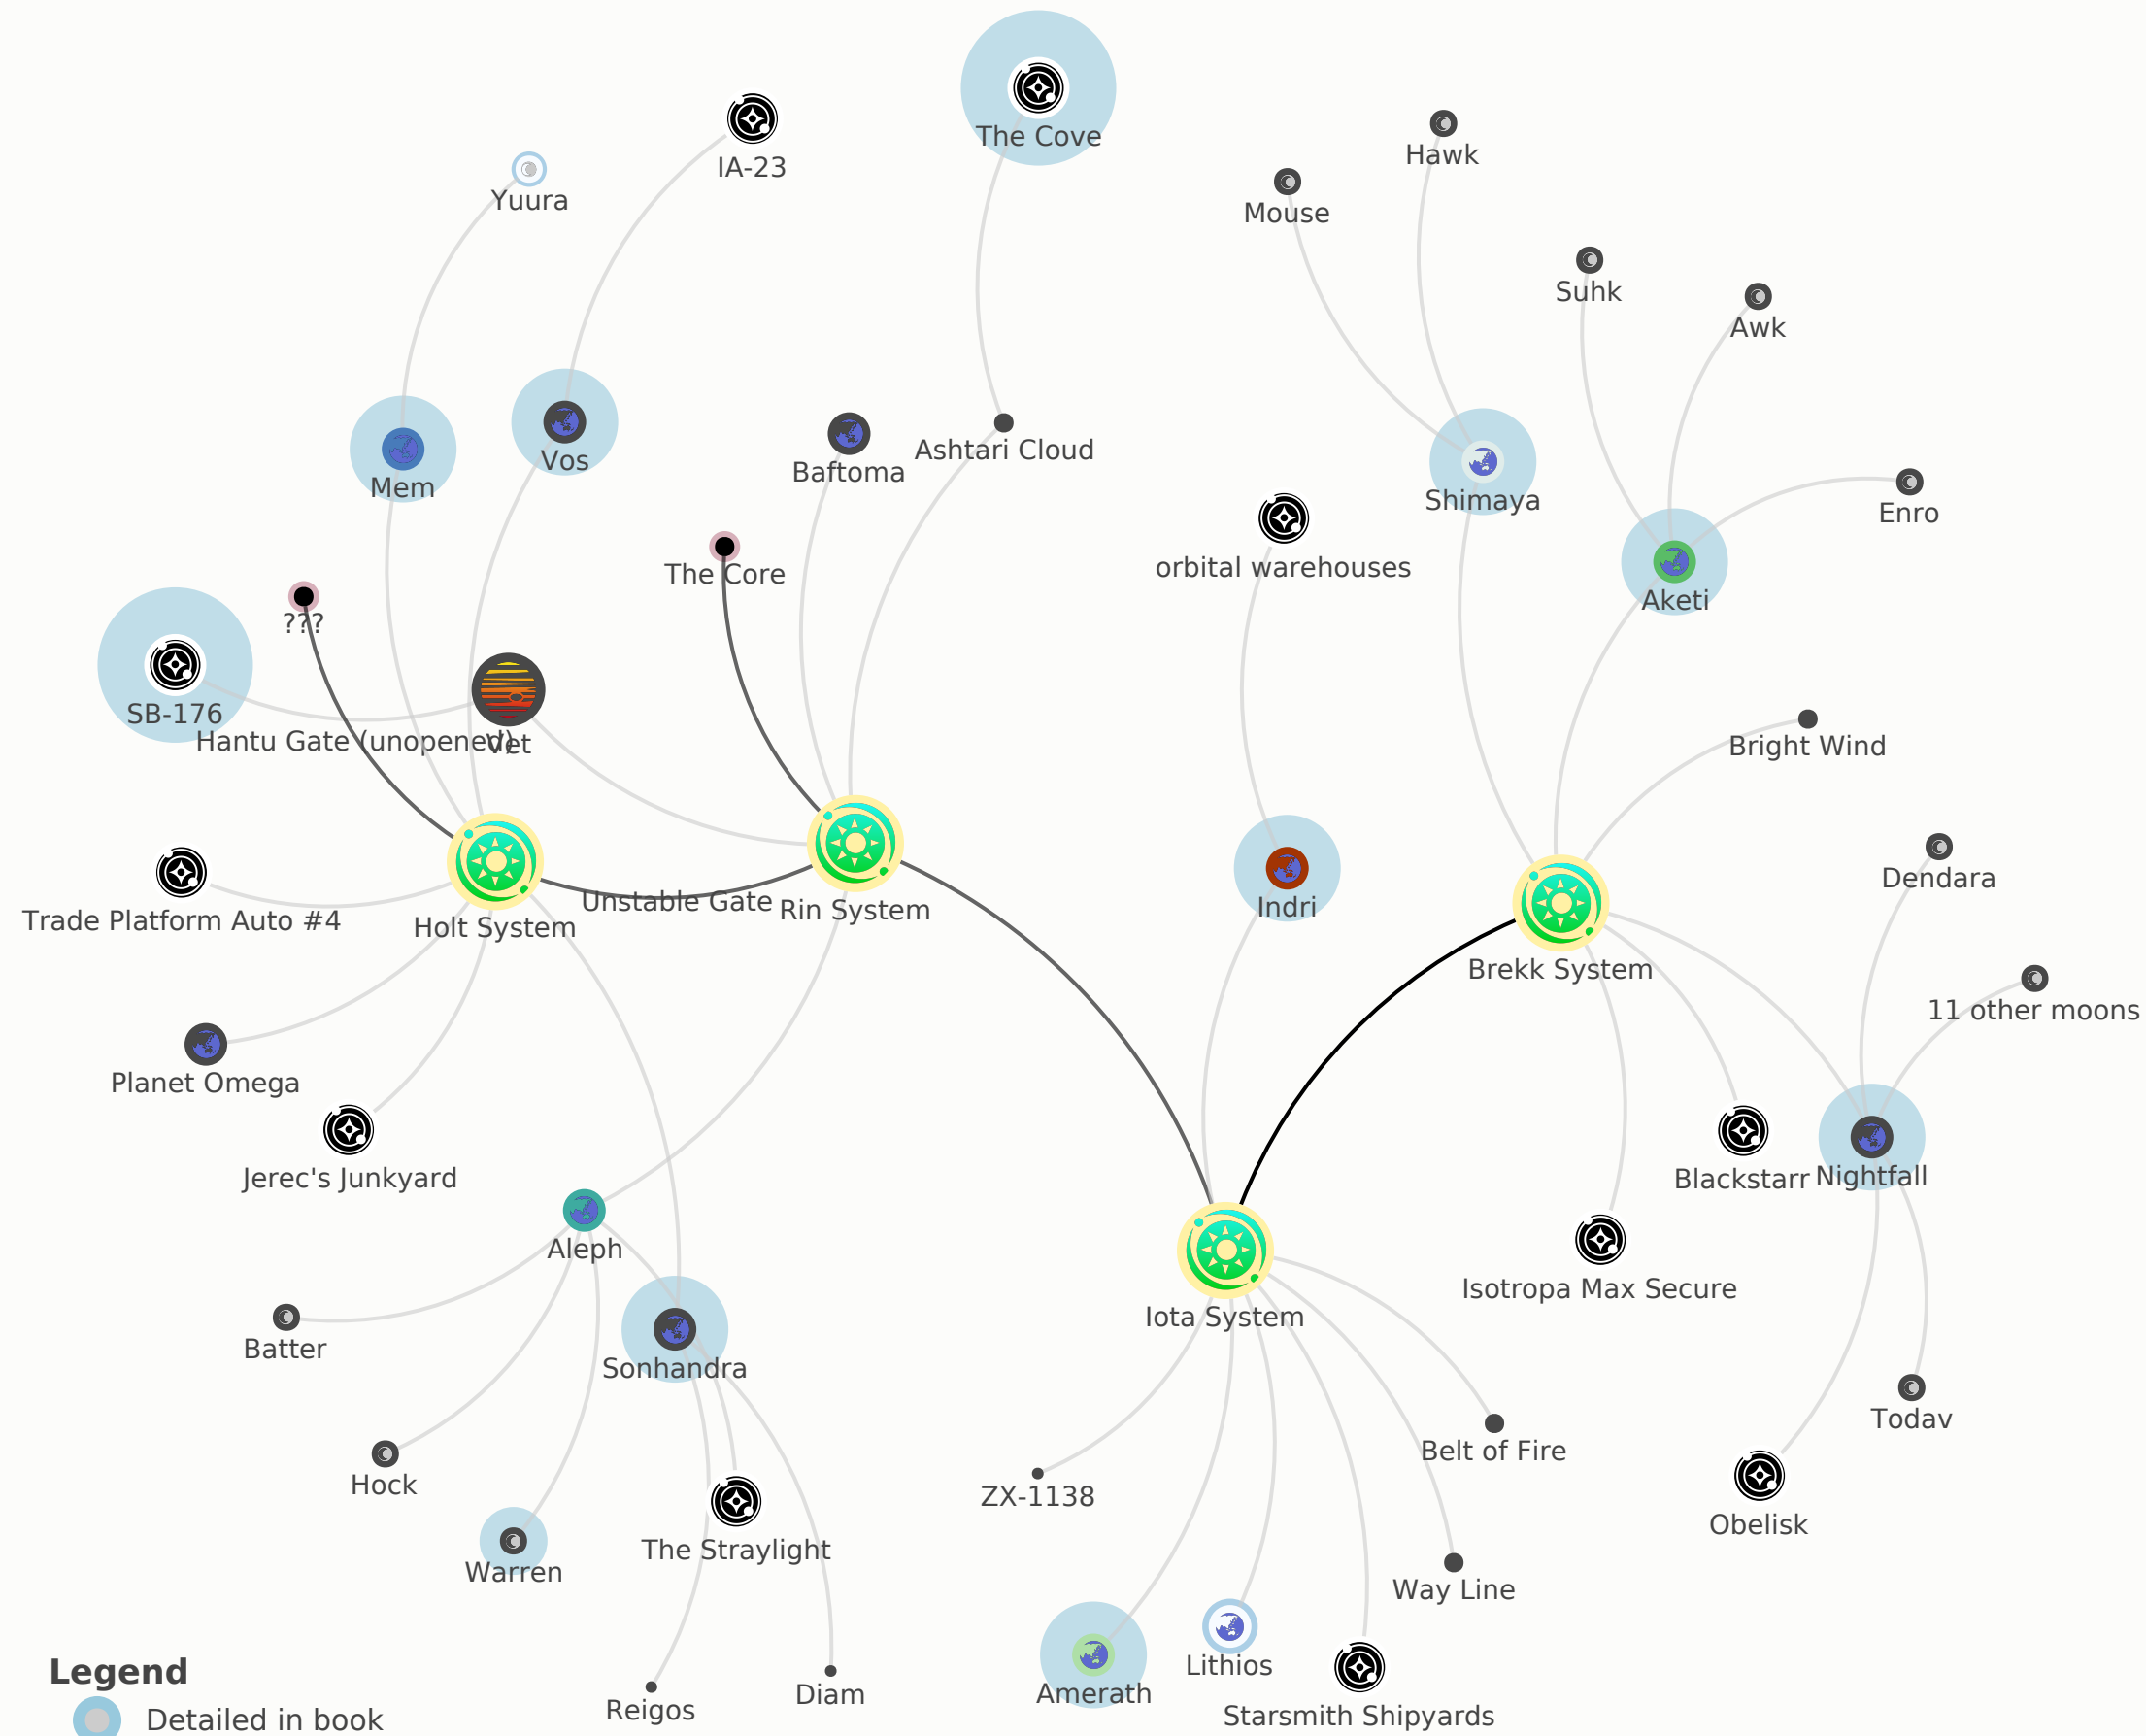 The Cove
IA-23
Hawk
Yuura
Mouse
Suhk
Awk
Vos
Ashtari Cloud
Baftoma
Mem
Shimaya
Enro
The Core
orbital warehouses
Aketi
???
SB-176
Hantu Gate (unopened)
Vet
Bright Wind
Dendara
Unstable Gate
Indri
Rin System
Trade Platform Auto #4
Holt System
Brekk System
11 other moons
Planet Omega
Jerec's Junkyard
Blackstarr
Nightfall
Aleph
Isotropa Max Secure
Iota System
Batter
Sonhandra
Todav
Belt of Fire
Hock
ZX-1138
Obelisk
The Straylight
Warren
Way Line
Lithios
Legend
Amerath
Diam
Reigos
Starsmith Shipyards
Detailed in book